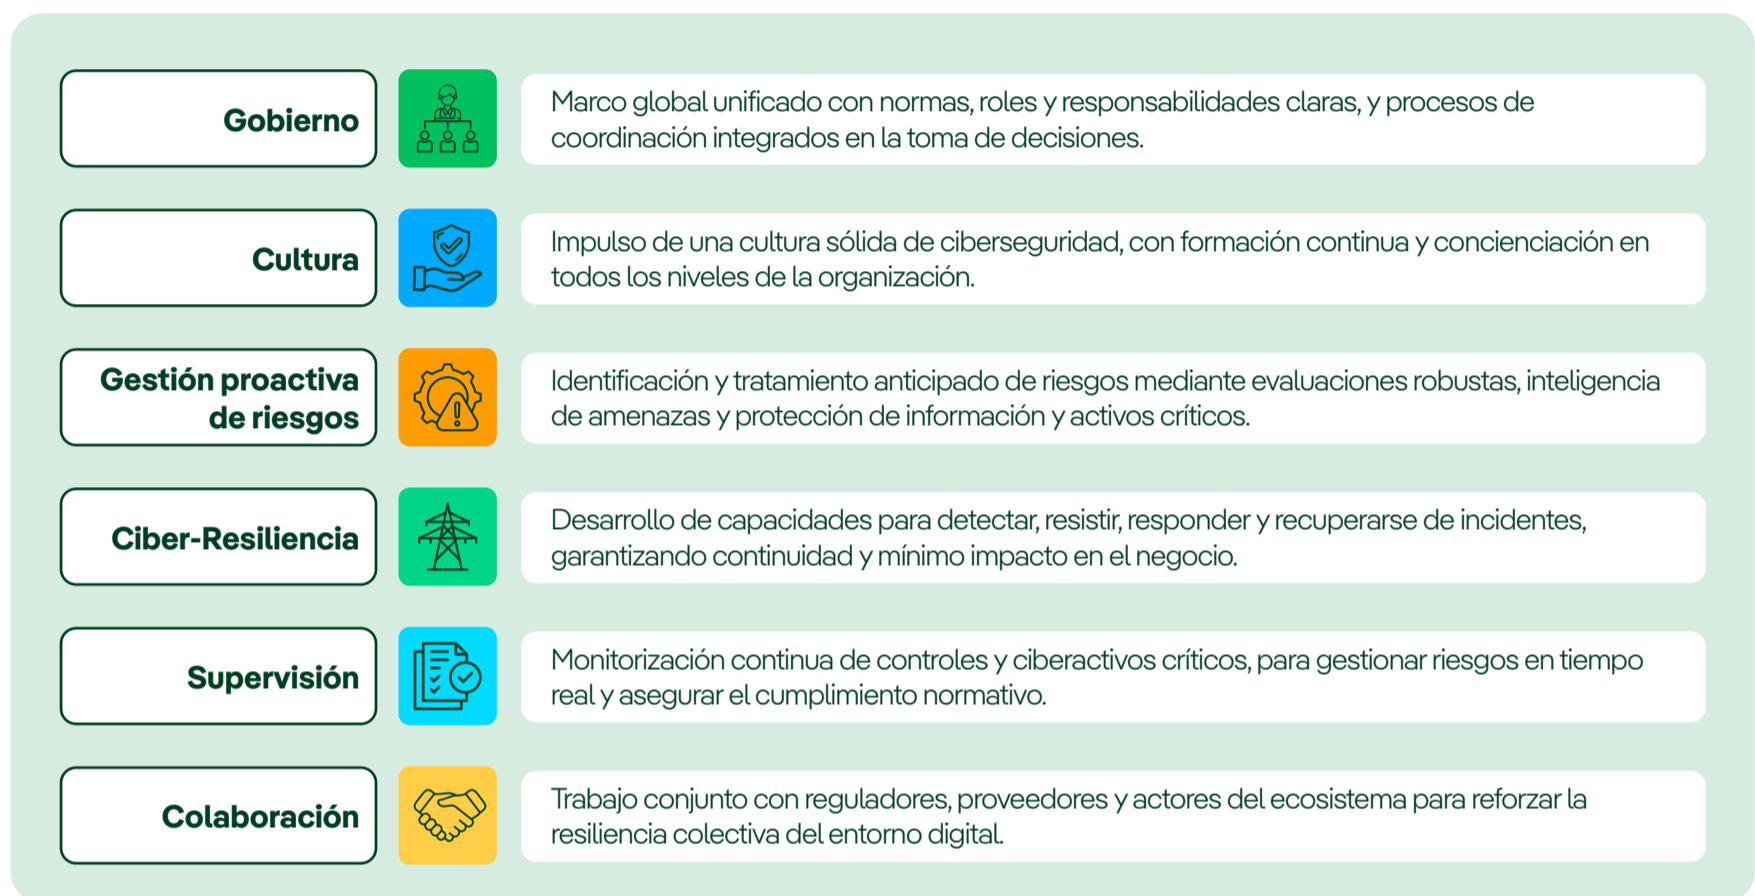 Gobierno
Marco global unificado con normas, roles y responsabilidades claras, y procesos de
coordinación integrados en la toma de decisiones.
Cultura
Impulso de una cultura sólida de ciberseguridad, con formación continua y concienciación en
todos los niveles de la organización.
Gestión proactiva
de riesgos
Identificación y tratamiento anticipado de riesgos mediante evaluaciones robustas, inteligencia
de amenazas y protección de información y activos críticos.
Ciber-Resiliencia
Desarrollo de capacidades para detectar, resistir, responder y recuperarse de incidentes,
garantizando continuidad y mínimo impacto en el negocio.
Supervisión
Monitorización continua de controles y ciberactivos críticos, para gestionar riesgos en tiempo
real y asegurar el cumplimiento normativo.
Colaboración
Trabajo conjunto con reguladores, proveedores y actores del ecosistema para reforzar la
resiliencia colectiva del entorno digital.